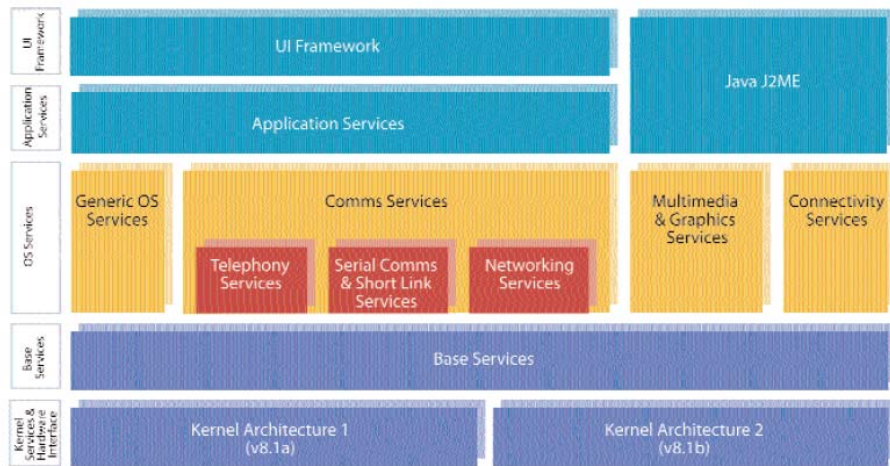 UI
Framework
UI Framework
Java J2ME
Application
Services
Application Services
OS Services
Generic OS
Services
Comms Services
Telephony
Services
Serial Comms
& Short Link
Services
Networking
Services
Multimedia
& Graphics
Services
Connectivity
Services
Base
Services
Base Services
Kernel
Services &
Hardware
Interface
Kernel Architecture 1
(v8.1a)
Kernel Architecture 2
(v8.1b)